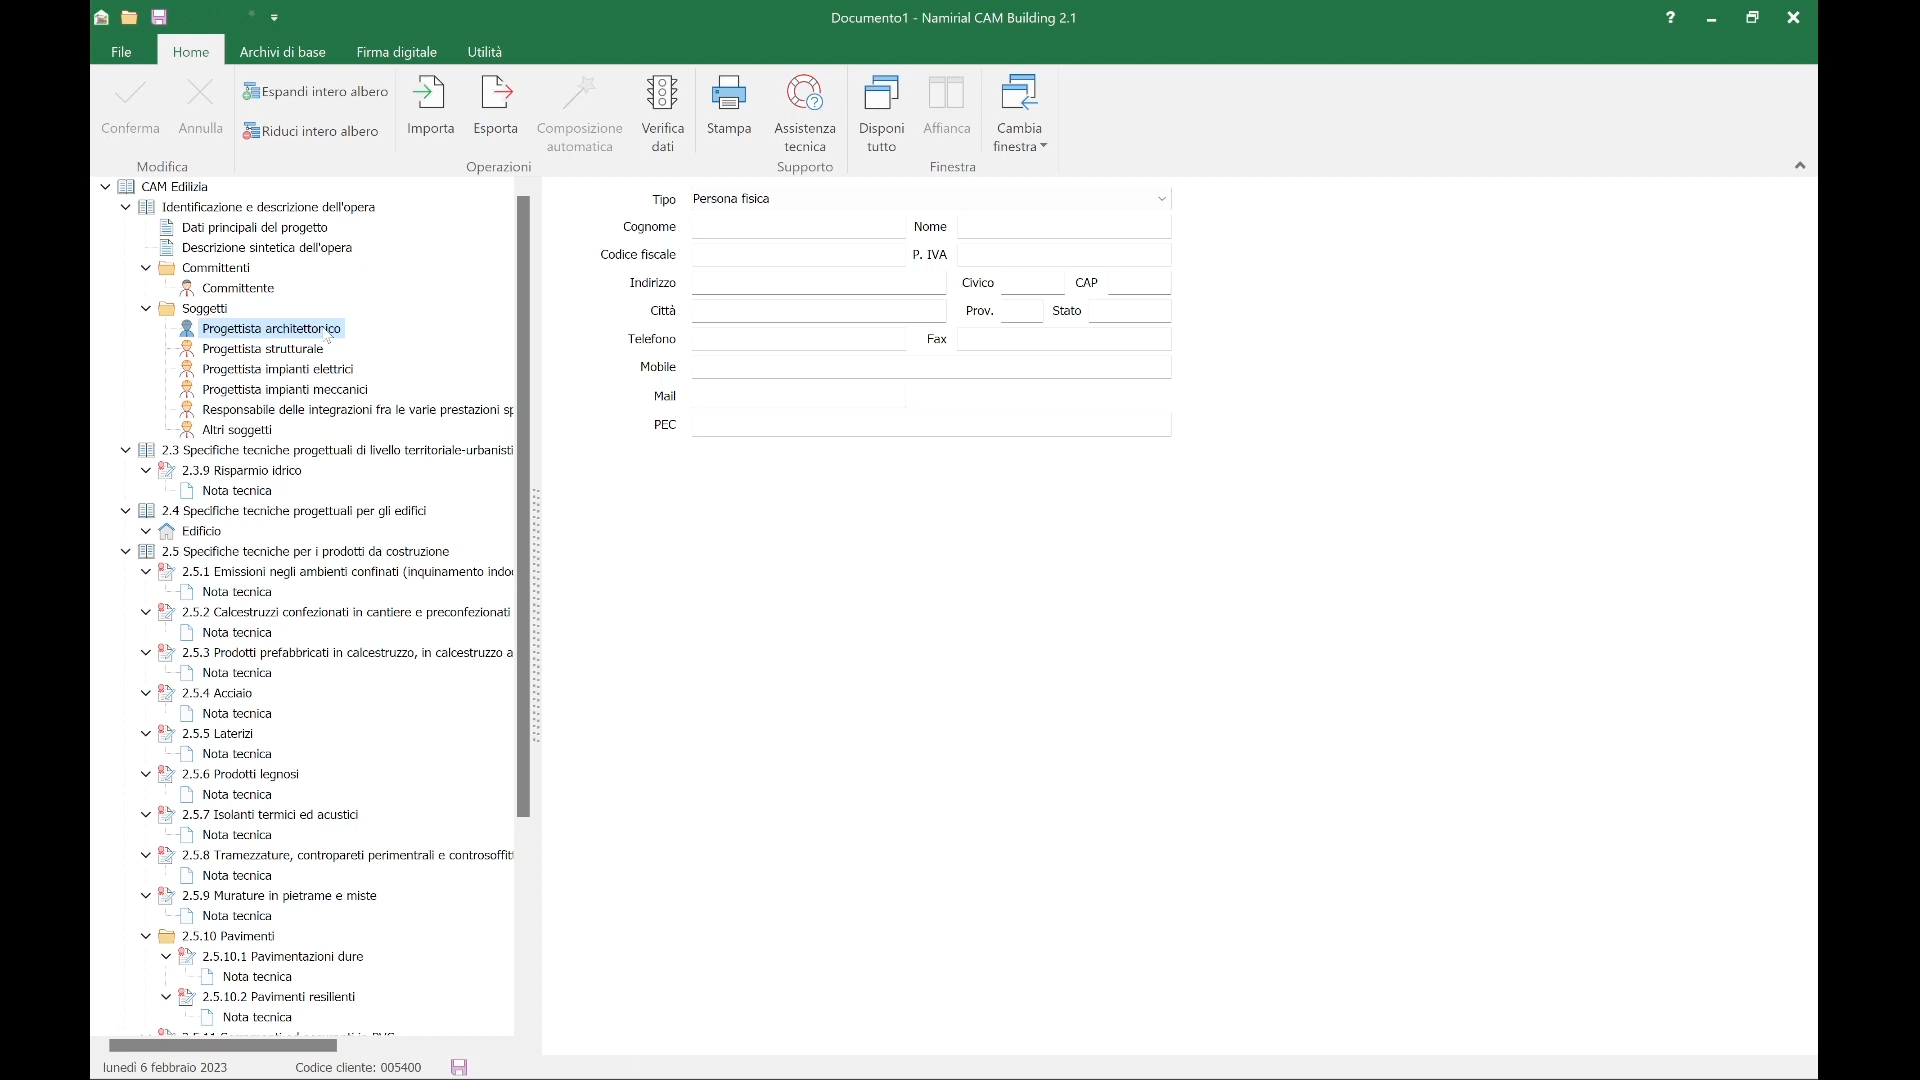 Documento1 - Namirial CAM Building 2.1
File Home Archivi di base Firma digitale Utilità
Conferma Annulla
Espandi intero albero
Riduci intero albero
Importa Esporta
Composizione automatica
Verifica dati
Stampa
Assistenza tecnica
Disponi tutto
Affianca
Cambia finestra
Modifica Operazioni Supporto Finestra
CAM Edilizia
Identificazione e descrizione dell'opera
Dati principali del progetto
Descrizione sintetica dell'opera
Committenti
Committente
Soggetti
Progettista architettonico
Progettista strutturale
Progettista impianti elettrici
Progettista impianti meccanici
Responsabile delle integrazioni fra le varie prestazioni sp
Altri soggetti
2.3 Specifiche tecniche progettuali di livello territoriale-urbanisti
2.3.9 Risparmio idrico
Nota tecnica
2.4 Specifiche tecniche progettuali per gli edifici
Edificio
2.5 Specifiche tecniche per i prodotti da costruzione
2.5.1 Emissioni negli ambienti confinati (inquinamento indo
Nota tecnica
2.5.2 Calcestruzzi confezionati in cantiere e preconfezionati
Nota tecnica
2.5.3 Prodotti prefabbricati in calcestruzzo, in calcestruzzo a
Nota tecnica
2.5.4 Acciaio
Nota tecnica
2.5.5 Laterizi
Nota tecnica
2.5.6 Prodotti legnosi
Nota tecnica
2.5.7 Isolanti termici ed acustici
Nota tecnica
2.5.8 Tramezzature, contropareti perimetrali e controsoffitt
Nota tecnica
2.5.9 Murature in pietrame e miste
Nota tecnica
2.5.10 Pavimenti
2.5.10.1 Pavimentazioni dure
Nota tecnica
2.5.10.2 Pavimenti resilienti
Nota tecnica
Tipo Persona fisica
Cognome Nome
Codice fiscale P. IVA
Indirizzo Civico CAP
Città Prov. Stato
Telefono Fax
Mobile
Mail
PEC
lunedì 6 febbraio 2023 Codice cliente: 005400